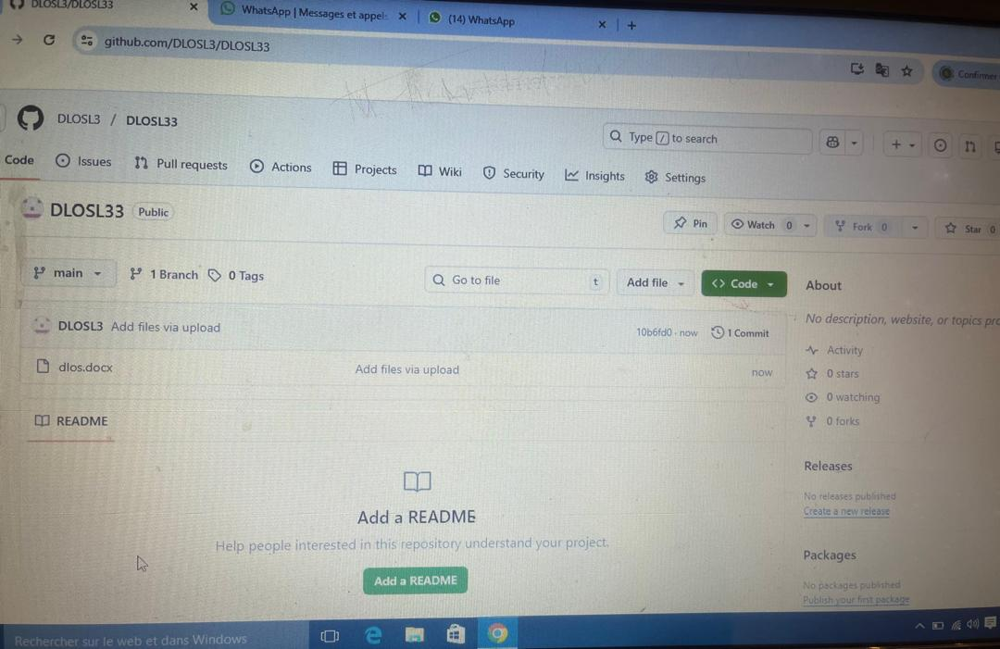 DLOSL3/DLOSL33
WhatsApp | Messages et appels
(14) WhatsApp
github.com/DLOSL3/DLOSL33
Confirmer
DLOSL3 / DLOSL33
Type / to search
Code
Issues
Pull requests
Actions
Projects
Wiki
Security
Insights
Settings
DLOSL33 Public
Pin
Watch 0
Fork 0
Star 0
main
1 Branch
0 Tags
Go to file t
Add file
<> Code
About
DLOSL3 Add files via upload
10b6fd0 · now
1 Commit
No description, website, or topics
dlos.docx
Add files via upload
now
Activity
0 stars
0 watching
0 forks
README
Add a README
Help people interested in this repository understand your project.
Add a README
Releases
No releases published
Create a new release
Packages
No packages published
Publish your first package
Rechercher sur le web et dans Windows